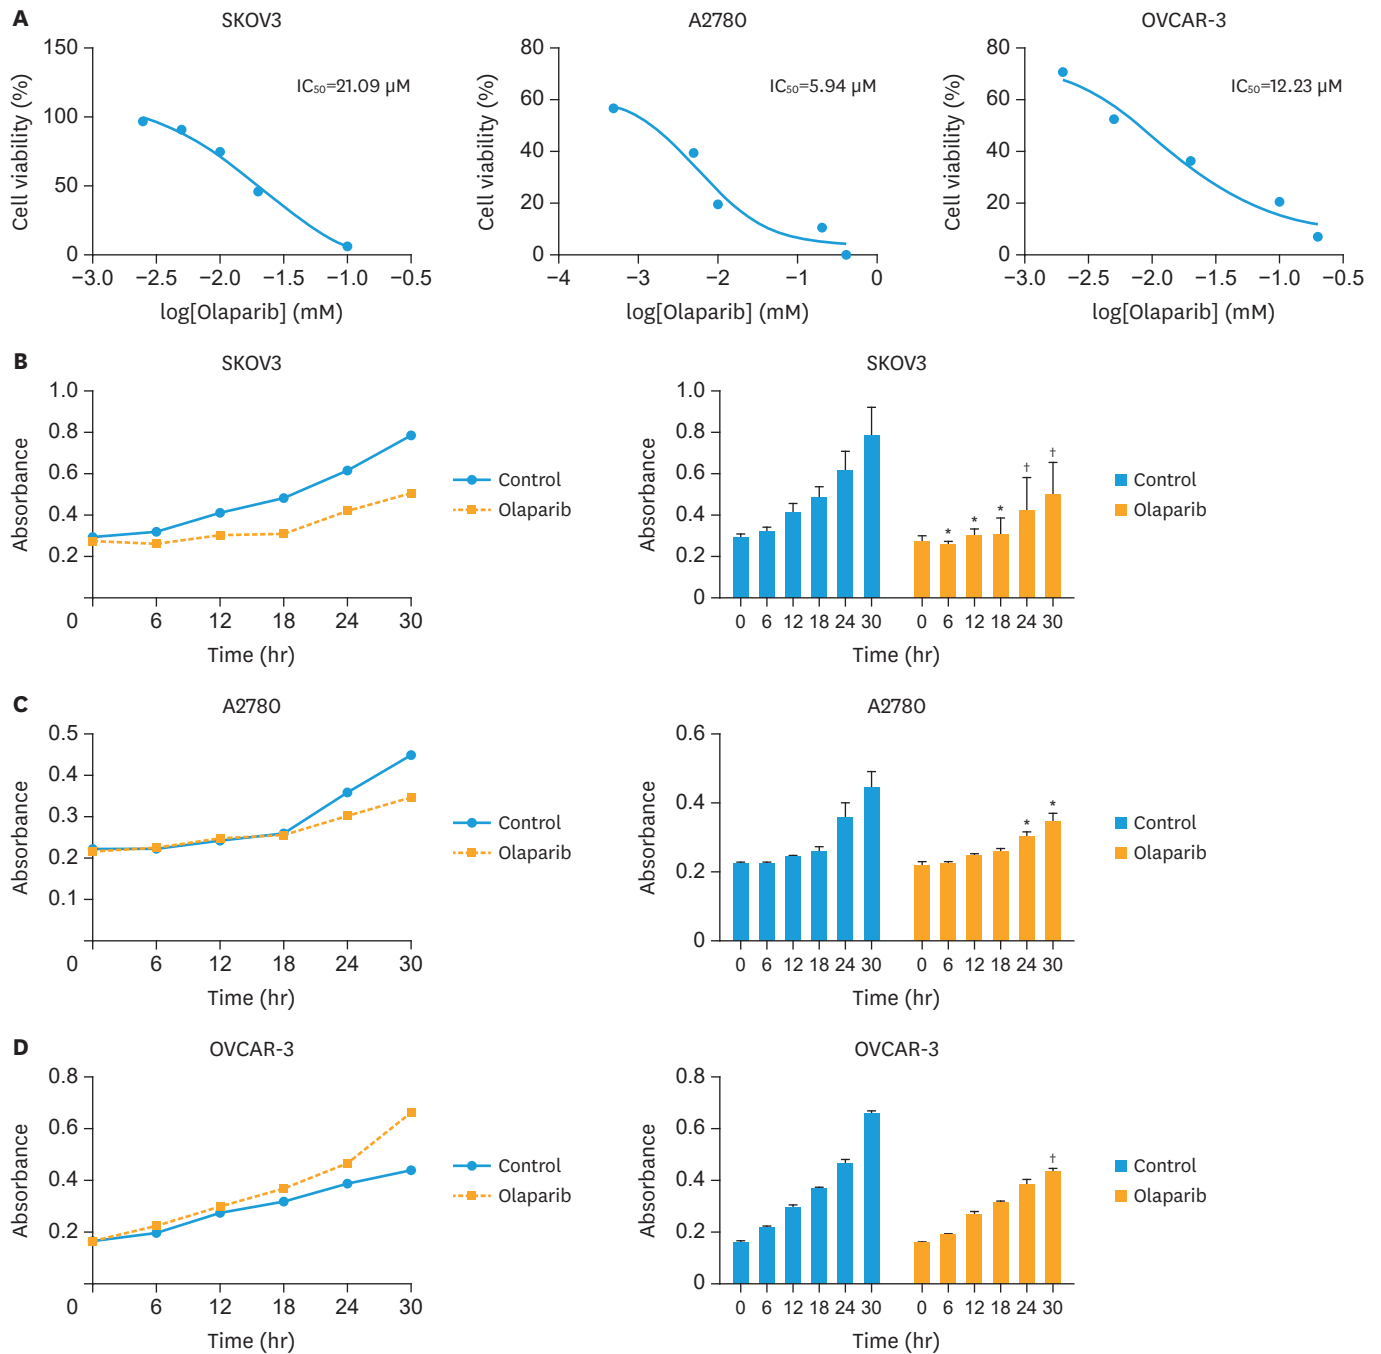 A
SKOV3
150
100
50
0
Cell viability (%)
IC₅₀=21.09 µM
−3.0 −2.5 −2.0 −1.5 −1.0 −0.5
log[Olaparib] (mM)
A2780
80
60
40
20
0
Cell viability (%)
IC₅₀=5.94 µM
−4 −3 −2 −1 0
log[Olaparib] (mM)
OVCAR-3
80
60
40
20
0
Cell viability (%)
IC₅₀=12.23 µM
−3.0 −2.5 −2.0 −1.5 −1.0 −0.5
log[Olaparib] (mM)
B
SKOV3
1.0
0.8
0.6
0.4
0.2
Absorbance
0 6 12 18 24 30
Time (hr)
Control
Olaparib
SKOV3
1.0
0.8
0.6
0.4
0.2
0
Absorbance
* * * † †
0 6 12 18 24 30 0 6 12 18 24 30
Time (hr)
Control
Olaparib
C
A2780
0.5
0.4
0.3
0.2
0.1
Absorbance
0 6 12 18 24 30
Time (hr)
Control
Olaparib
A2780
0.6
0.4
0.2
0
Absorbance
* *
0 6 12 18 24 30 0 6 12 18 24 30
Time (hr)
Control
Olaparib
D
OVCAR-3
0.8
0.6
0.4
0.2
Absorbance
0 6 12 18 24 30
Time (hr)
Control
Olaparib
OVCAR-3
0.8
0.6
0.4
0.2
0
Absorbance
†
0 6 12 18 24 30 0 6 12 18 24 30
Time (hr)
Control
Olaparib